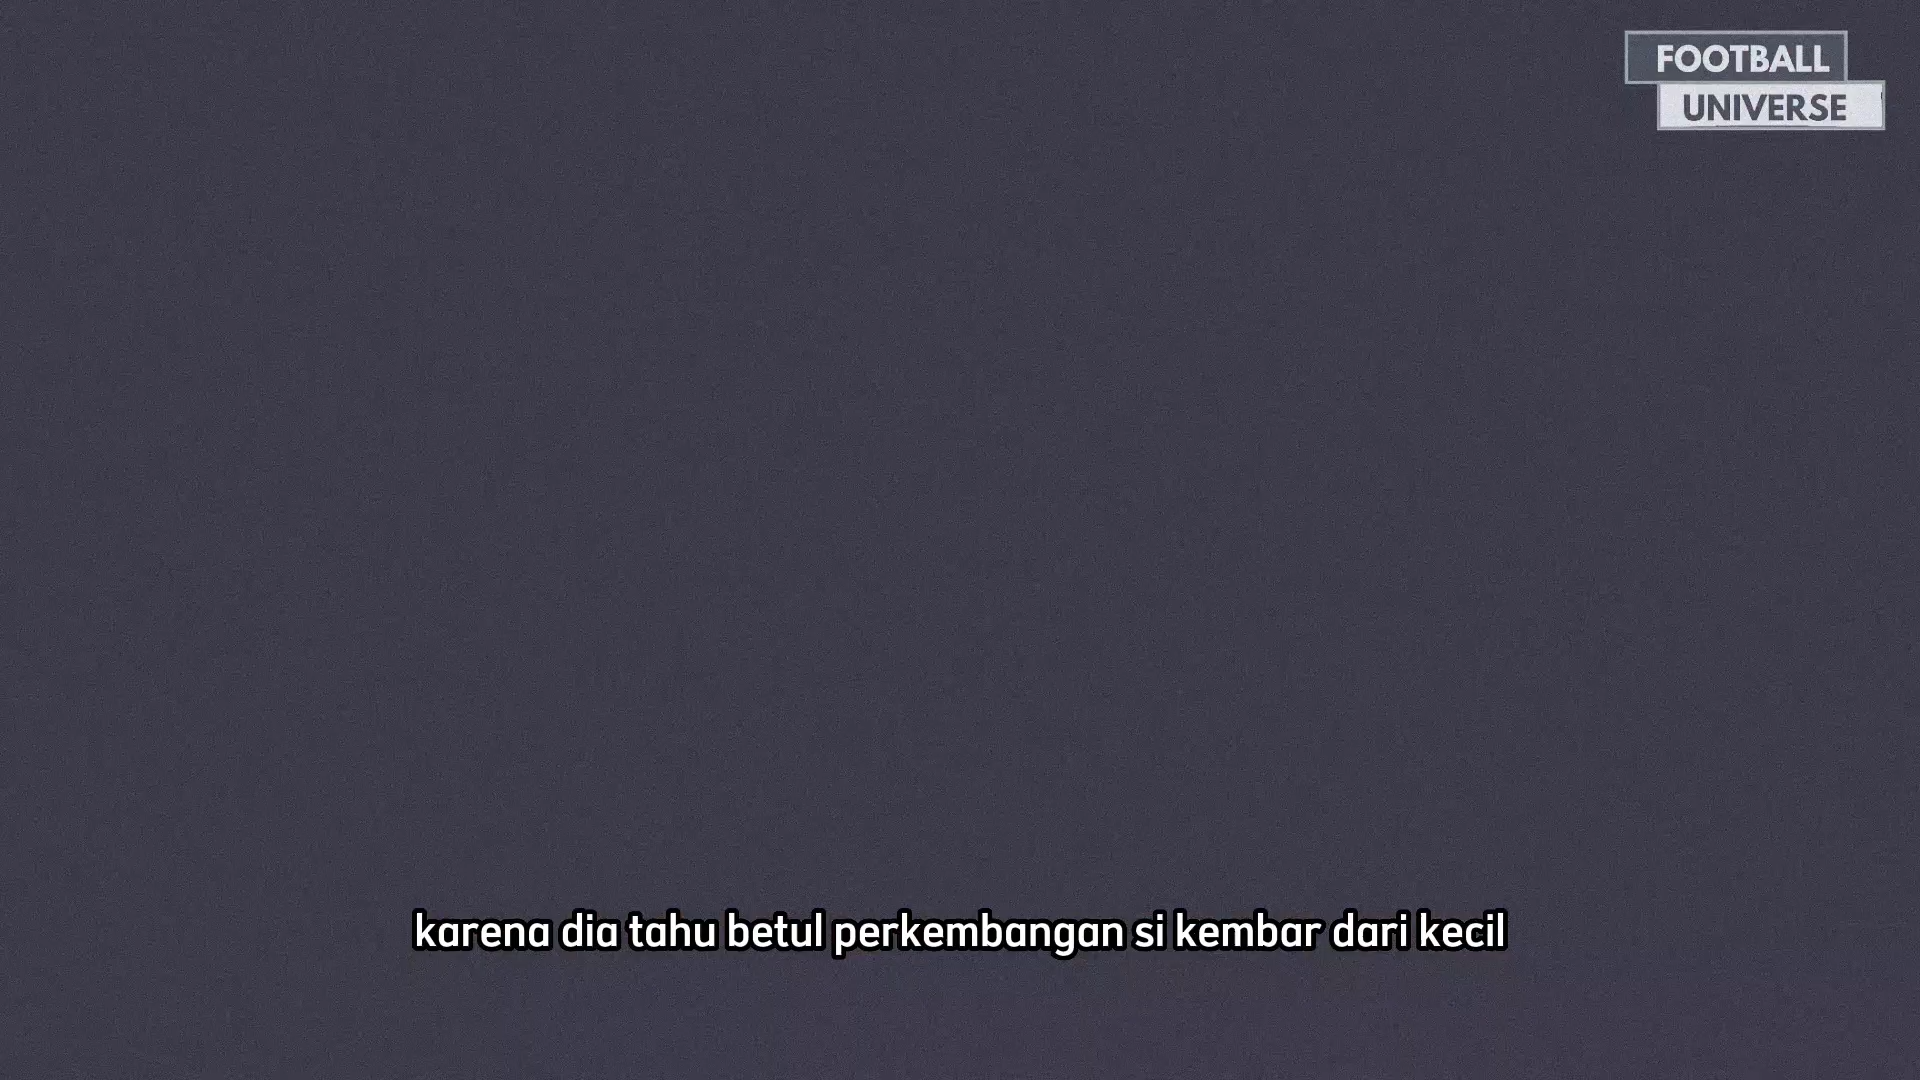 FOOTBALL
UNIVERSE
karena dia tahu betul perkembangan si kembar dari kecil